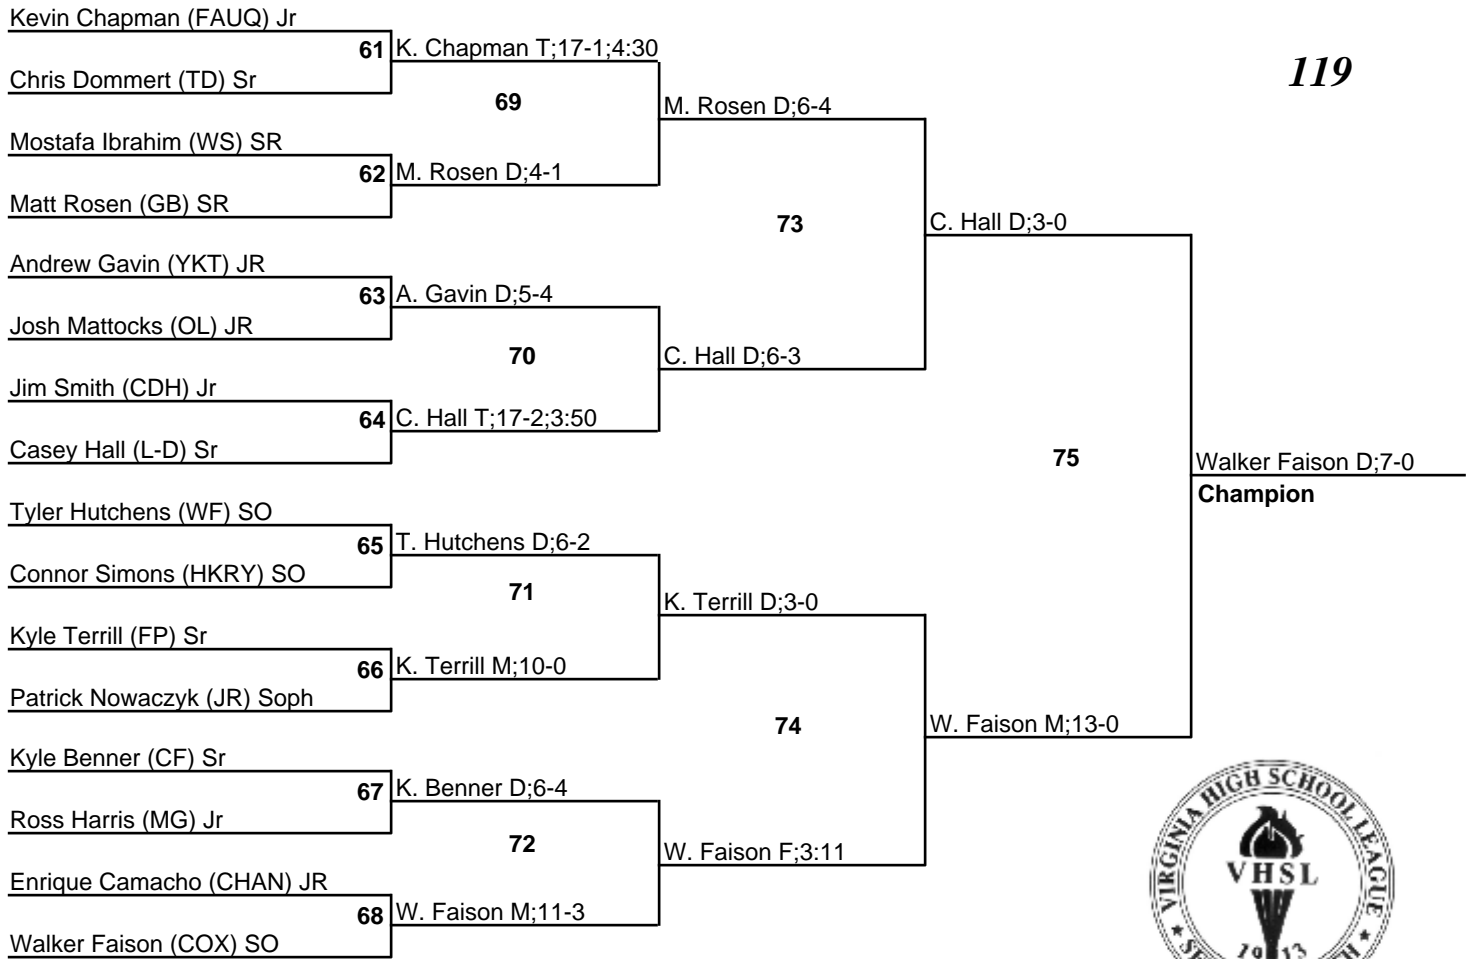 Kevin Chapman (FAUQ) Jr
61 K. Chapman T;17-1;4:30
119
Chris Dommert (TD) Sr
69
M. Rosen D;6-4
Mostafa Ibrahim (WS) SR
62 M. Rosen D;4-1
Matt Rosen (GB) SR
73
C. Hall D;3-0
Andrew Gavin (YKT) JR
63 A. Gavin D;5-4
Josh Mattocks (OL) JR
70
C. Hall D;6-3
Jim Smith (CDH) Jr
64 C. Hall T;17-2;3:50
Casey Hall (L-D) Sr
75
Walker Faison D;7-0
Champion
Tyler Hutchens (WF) SO
65 T. Hutchens D;6-2
Connor Simons (HKRY) SO
71
K. Terrill D;3-0
Kyle Terrill (FP) Sr
66 K. Terrill M;10-0
Patrick Nowaczyk (JR) Soph
74
W. Faison M;13-0
Kyle Benner (CF) Sr
67 K. Benner D;6-4
Ross Harris (MG) Jr
72
W. Faison F;3:11
Enrique Camacho (CHAN) JR
68 W. Faison M;11-3
Walker Faison (COX) SO
VIRGINIA HIGH SCHOOL LEAGUE
VHSL
1913